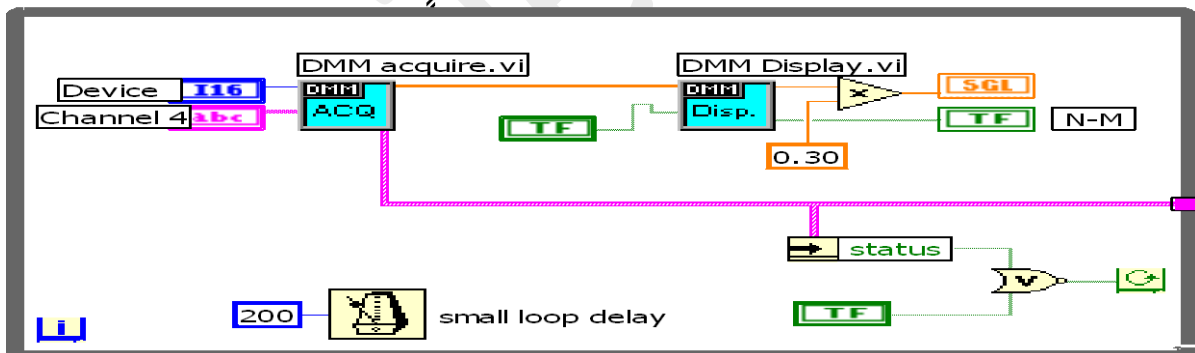 DMM acquire.vi
DMM Display.vi
Device
I16
DMM
ACQ
DMM
Disp.
x
SGL
Channel 4
abc
TF
TF
N-M
0.30
status
V
TF
200
small loop delay
i